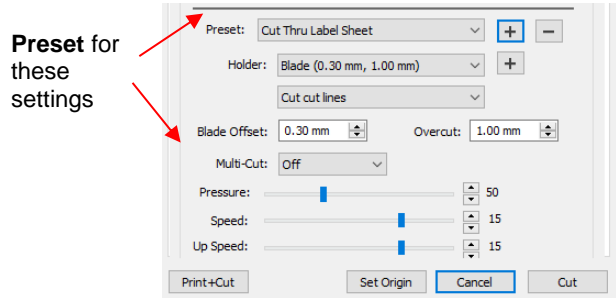 Preset for
these
settings
Preset: Cut Thru Label Sheet + −
Holder: Blade (0.30 mm, 1.00 mm) +
Cut cut lines
Blade Offset: 0.30 mm Overcut: 1.00 mm
Multi-Cut: Off
Pressure: 50
Speed: 15
Up Speed: 15
Print+Cut Set Origin Cancel Cut